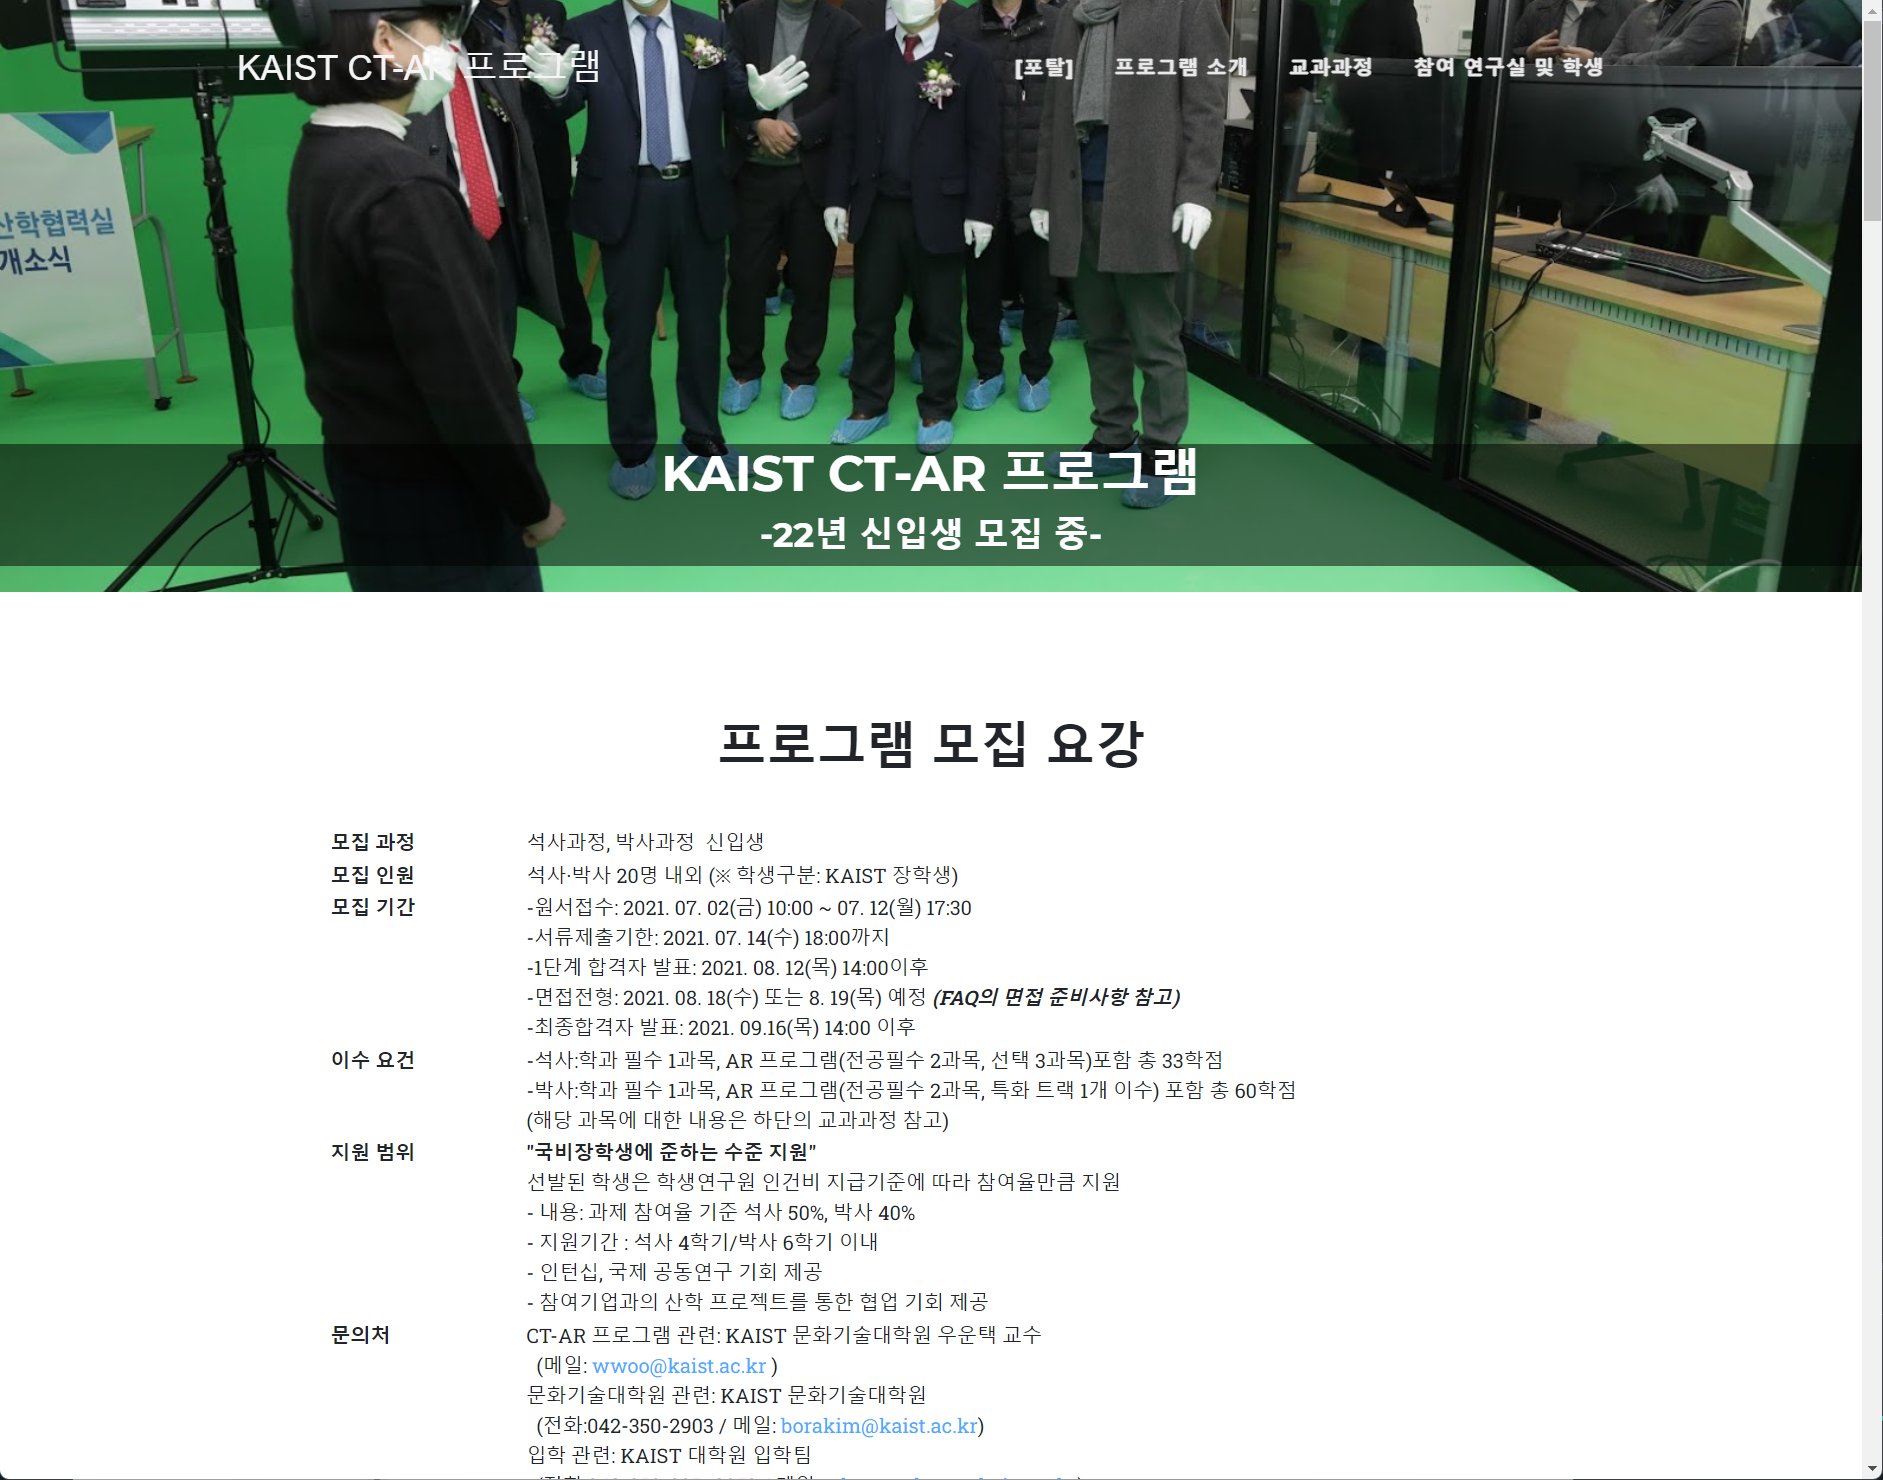 KAIST CT-AR 프로그램
[포탈] 프로그램 소개 교과과정 참여 연구실 및 학생
산학협력실
개소식
KAIST CT-AR 프로그램
-22년 신입생 모집 중-
프로그램 모집 요강
모집 과정 석사과정, 박사과정 신입생
모집 인원 석사·박사 20명 내외 (※ 학생구분: KAIST 장학생)
모집 기간 -원서접수: 2021. 07. 02(금) 10:00 ~ 07. 12(월) 17:30
-서류제출기한: 2021. 07. 14(수) 18:00까지
-1단계 합격자 발표: 2021. 08. 12(목) 14:00이후
-면접전형: 2021. 08. 18(수) 또는 8. 19(목) 예정 (FAQ의 면접 준비사항 참고)
-최종합격자 발표: 2021. 09.16(목) 14:00 이후
이수 요건 -석사:학과 필수 1과목, AR 프로그램(전공필수 2과목, 선택 3과목)포함 총 33학점
-박사:학과 필수 1과목, AR 프로그램(전공필수 2과목, 특화 트랙 1개 이수) 포함 총 60학점
(해당 과목에 대한 내용은 하단의 교과과정 참고)
지원 범위 "국비장학생에 준하는 수준 지원"
선발된 학생은 학생연구원 인건비 지급기준에 따라 참여율만큼 지원
- 내용: 과제 참여율 기준 석사 50%, 박사 40%
- 지원기간 : 석사 4학기/박사 6학기 이내
- 인턴십, 국제 공동연구 기회 제공
- 참여기업과의 산학 프로젝트를 통한 협업 기회 제공
문의처 CT-AR 프로그램 관련: KAIST 문화기술대학원 우운택 교수
(메일: wwoo@kaist.ac.kr )
문화기술대학원 관련: KAIST 문화기술대학원
(전화:042-350-2903 / 메일: borakim@kaist.ac.kr)
입학 관련: KAIST 대학원 입학팀